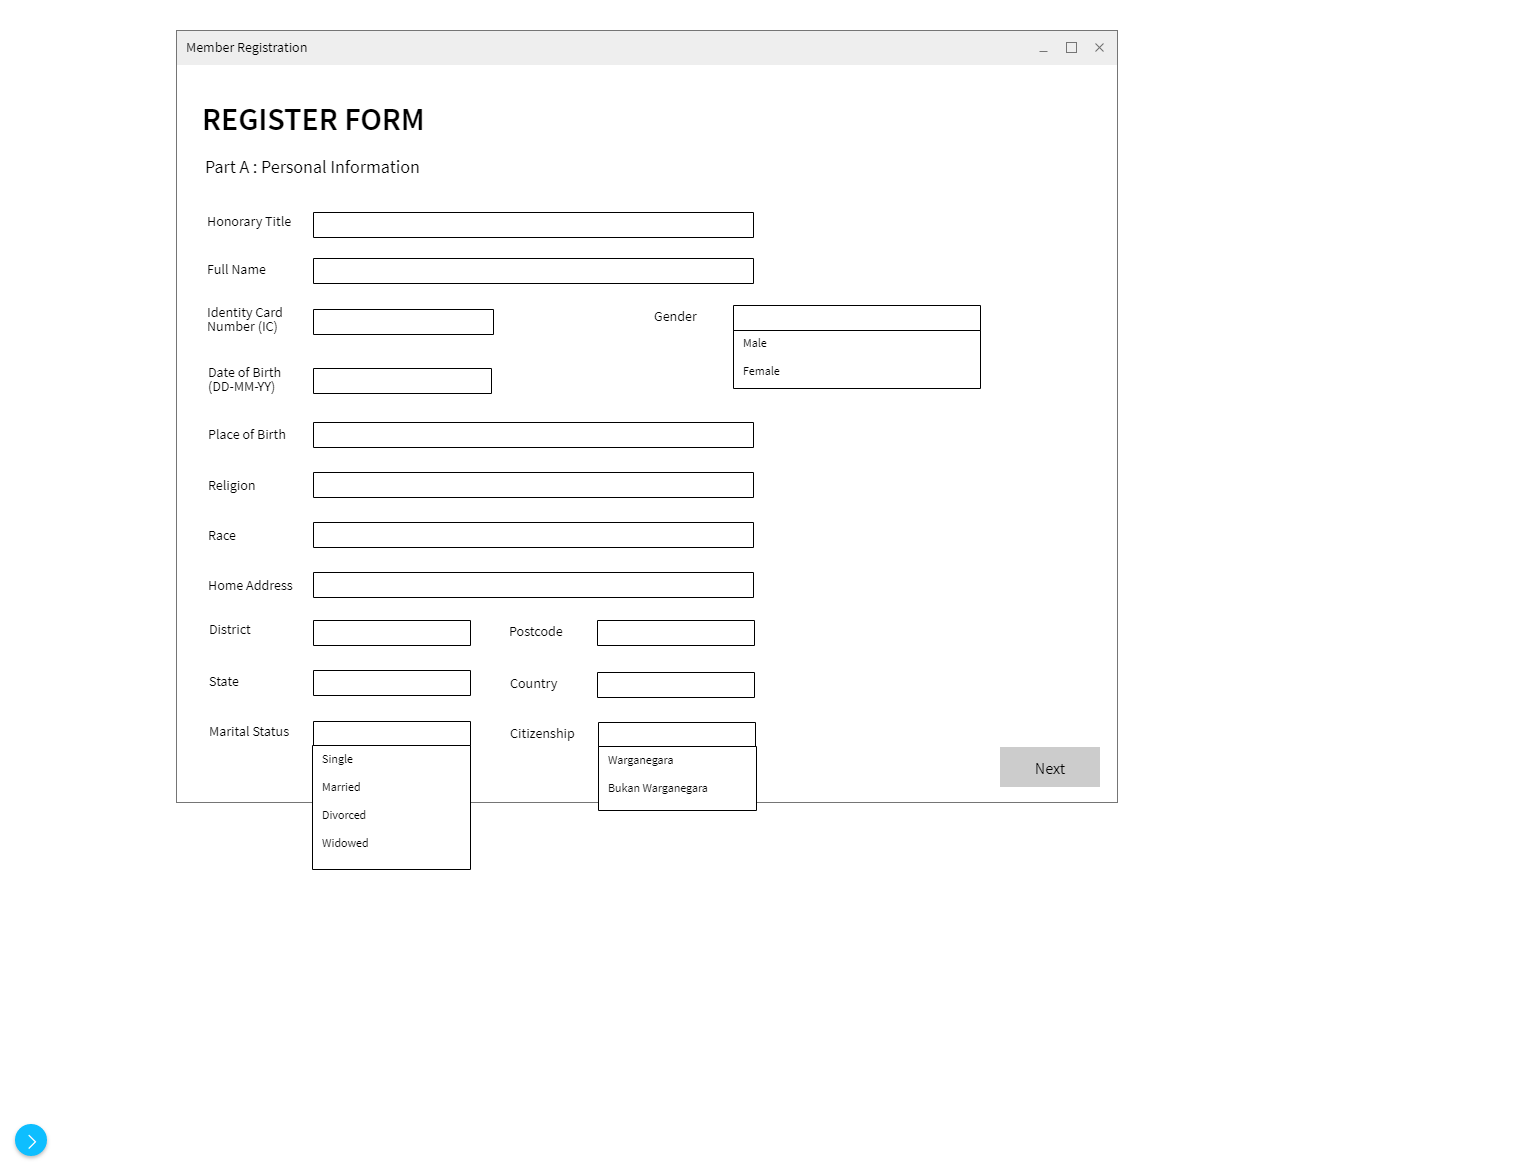 Member Registration
REGISTER FORM
Part A : Personal Information
Honorary Title
Full Name
Identity Card
Number (IC)
Gender
Male
Female
Date of Birth
(DD-MM-YY)
Place of Birth
Religion
Race
Home Address
District
Postcode
State
Country
Marital Status
Single
Married
Divorced
Widowed
Citizenship
Warganegara
Bukan Warganegara
Next